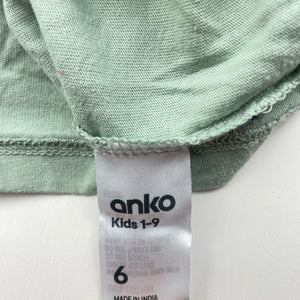 anko
Kids 1-9
6
MADE IN INDIA